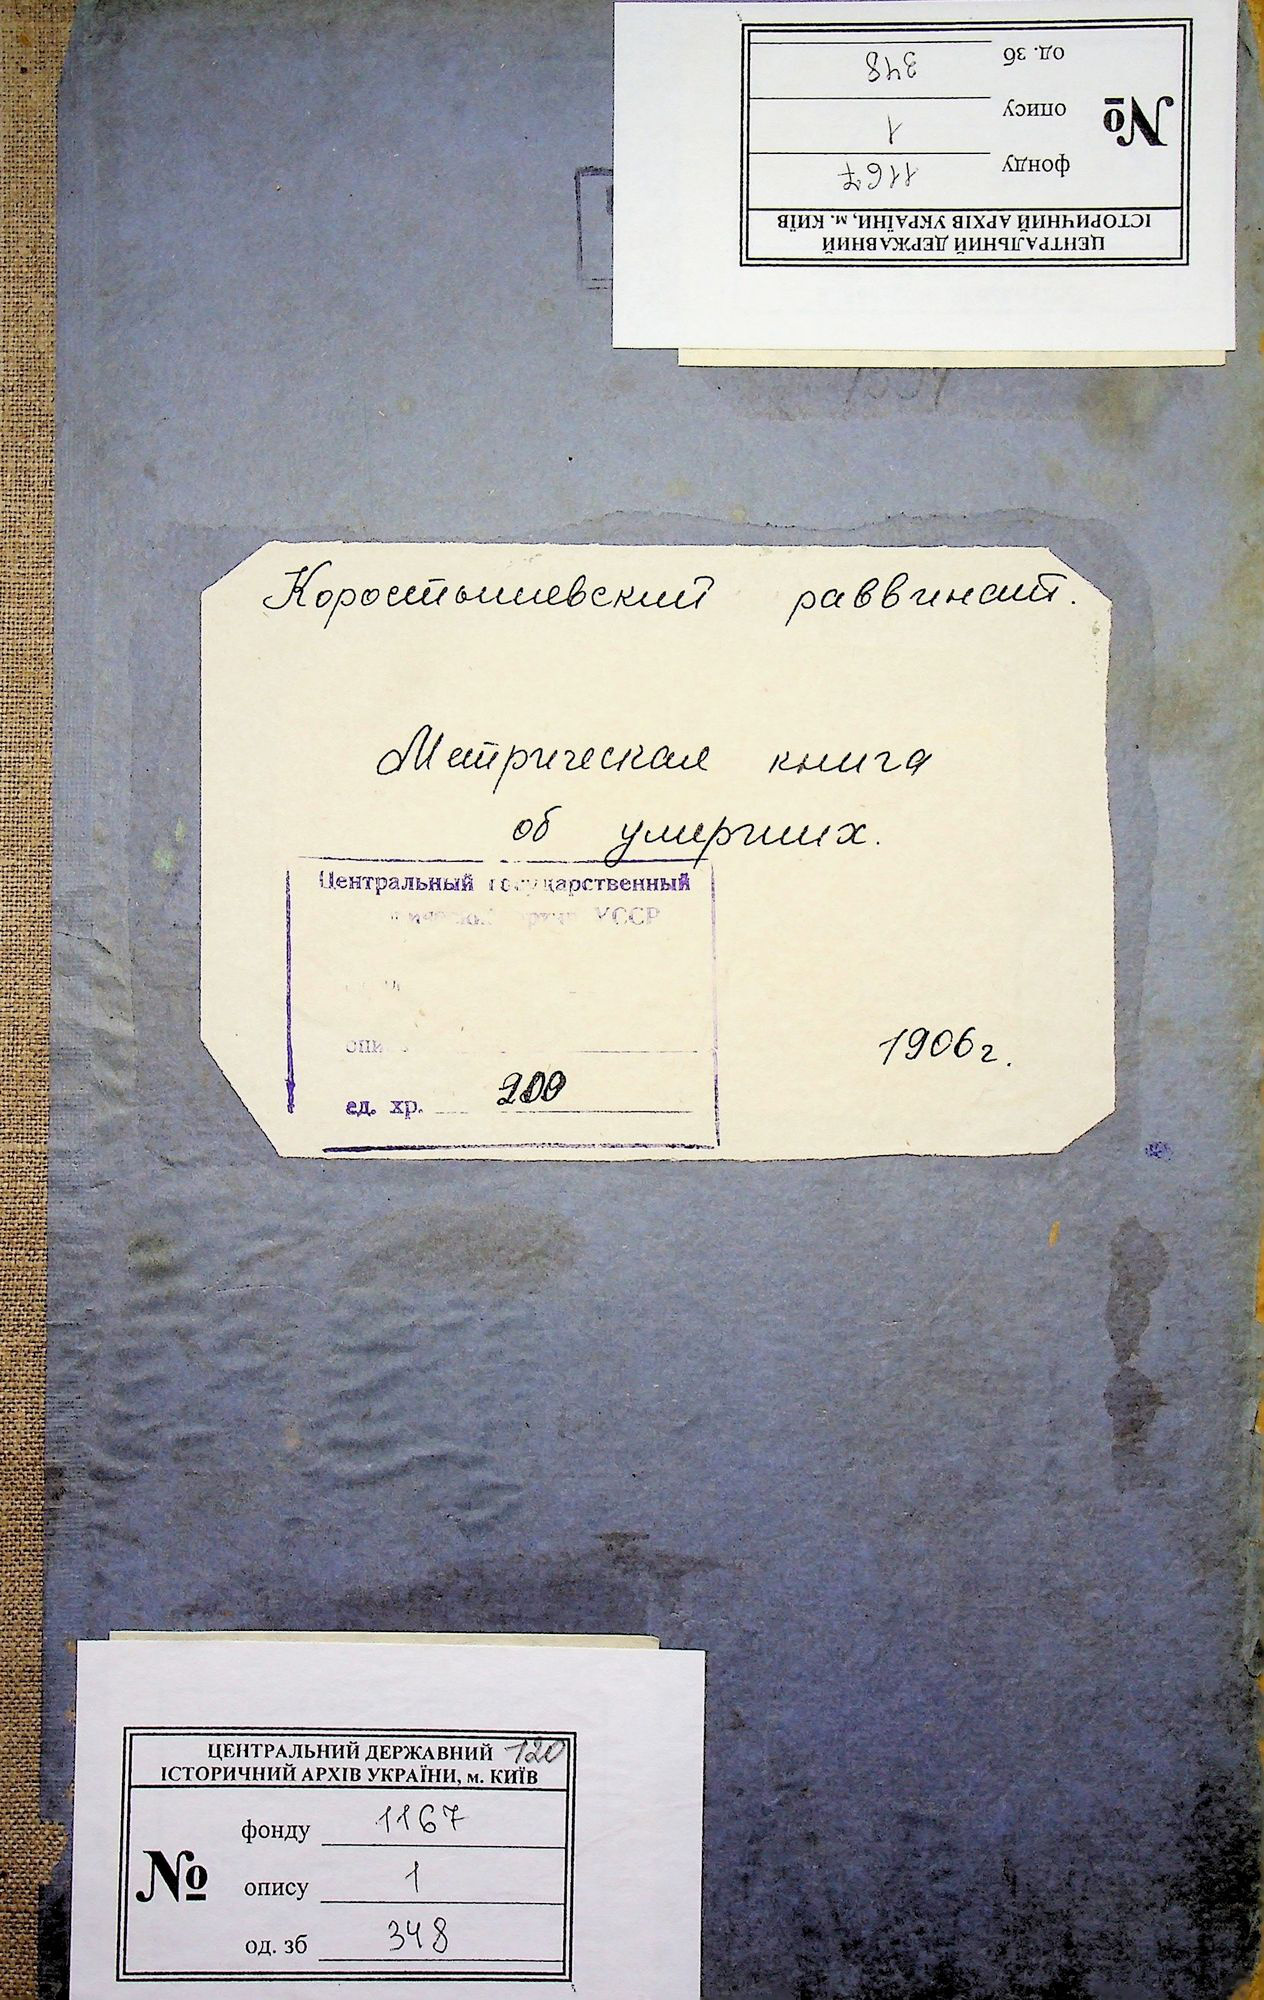 ЦЕНТРАЛЬНИЙ ДЕРЖАВНИЙ
ІСТОРИЧНИЙ АРХІВ УКРАЇНИ, м. КИЇВ
№
фонду 1167
опису 1
од. зб 348
Коростышевский раввинат.
Метрическая книга
об умерших.
Центральный государственный
УССР
1906 г.
ед. хр. 200
ЦЕНТРАЛЬНИЙ ДЕРЖАВНИЙ 120
ІСТОРИЧНИЙ АРХІВ УКРАЇНИ, м. КИЇВ
№
фонду 1167
опису 1
од. зб 348